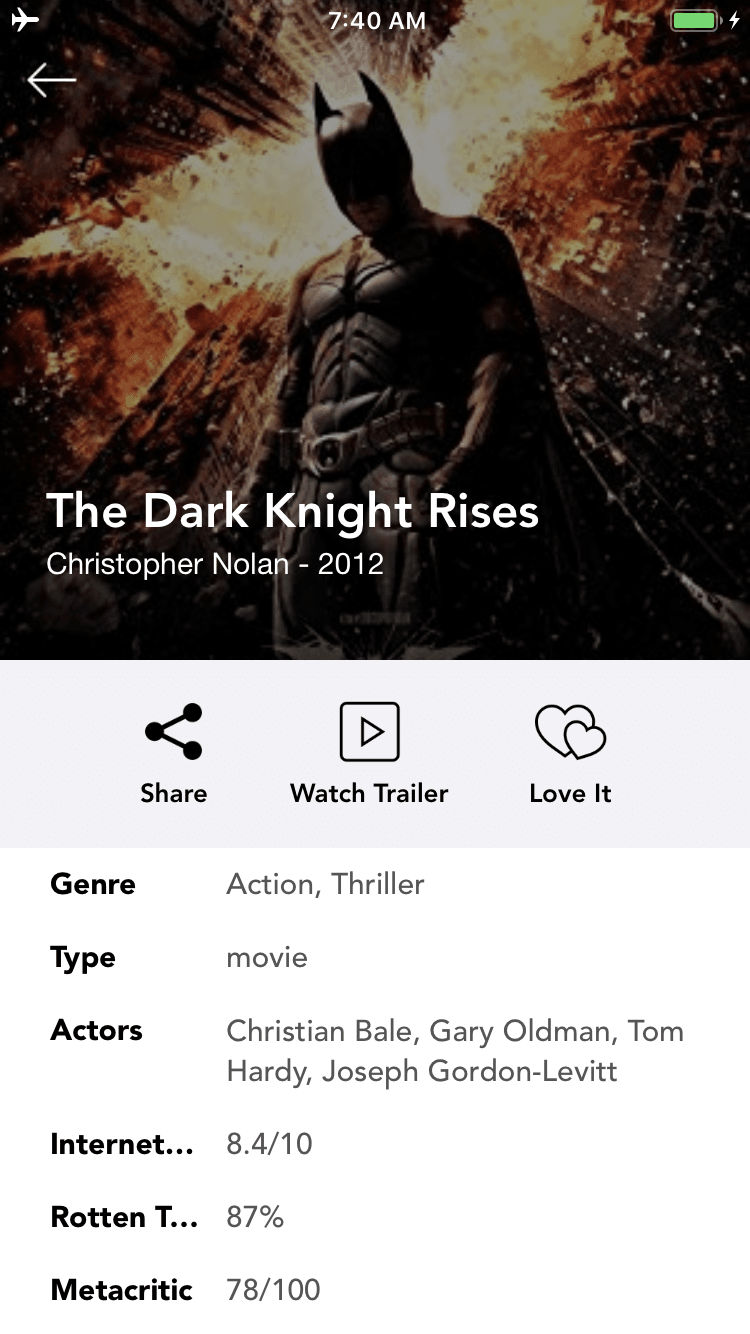 7:40 AM
The Dark Knight Rises
Christopher Nolan - 2012
Share
Watch Trailer
Love It
Genre
Action, Thriller
Type
movie
Actors
Christian Bale, Gary Oldman, Tom
Hardy, Joseph Gordon-Levitt
Internet...
8.4/10
Rotten T...
87%
Metacritic
78/100